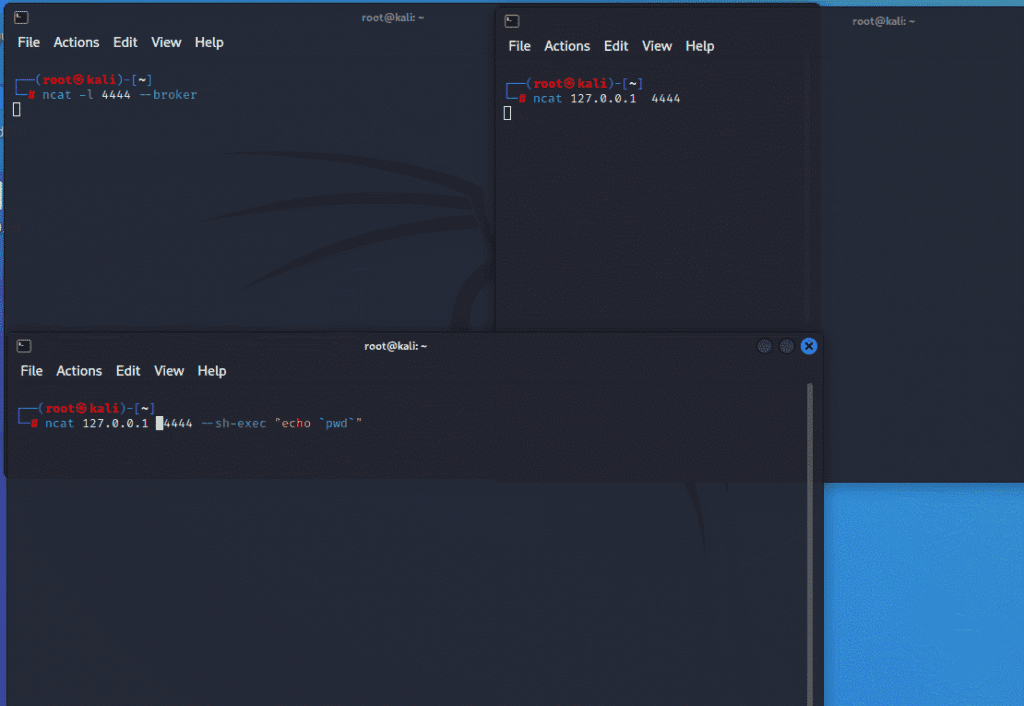 root@kali: ~
File Actions Edit View Help
┌──(root㉿kali)-[~]
└─# ncat -l 4444 --broker
root@kali: ~
File Actions Edit View Help
┌──(root㉿kali)-[~]
└─# ncat 127.0.0.1  4444
root@kali: ~
File Actions Edit View Help
┌──(root㉿kali)-[~]
└─# ncat 127.0.0.1 4444 --sh-exec "echo `pwd`"